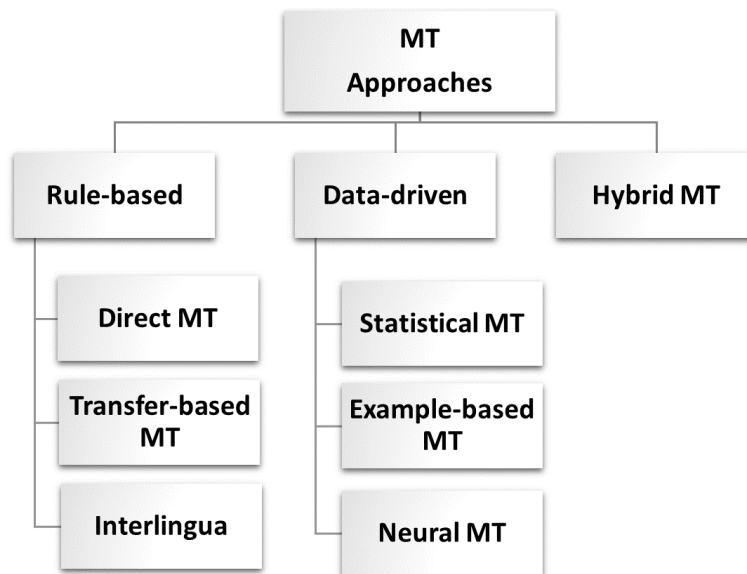 MT
Approaches
Rule-based
Data-driven
Hybrid MT
Direct MT
Transfer-based
MT
Interlingua
Statistical MT
Example-based
MT
Neural MT